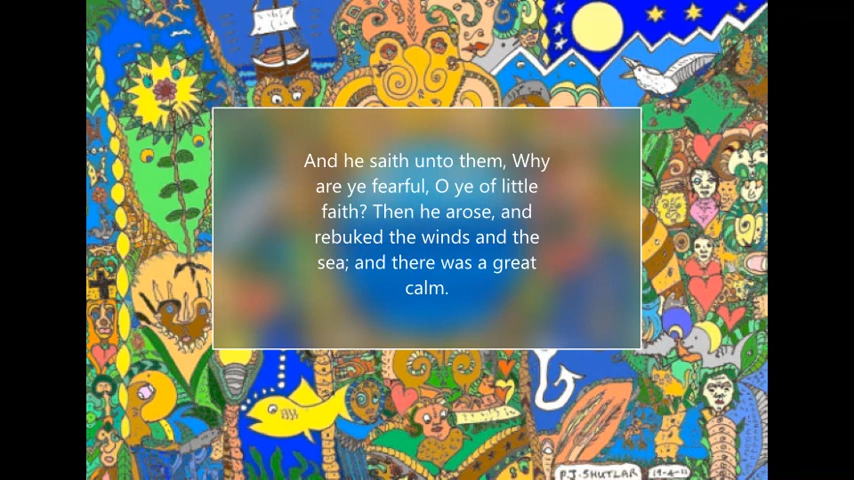 And he saith unto them, Why
are ye fearful, O ye of little
faith? Then he arose, and
rebuked the winds and the
sea; and there was a great
calm.
P.J.SHUTLAR 19-4-11